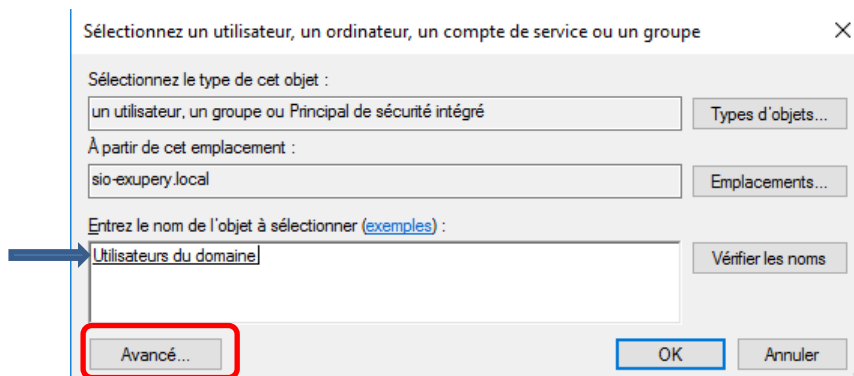 Sélectionnez un utilisateur, un ordinateur, un compte de service ou un groupe
Sélectionnez le type de cet objet :
un utilisateur, un groupe ou Principal de sécurité intégré
Types d'objets...
À partir de cet emplacement :
sio-exupery.local
Emplacements...
Entrez le nom de l'objet à sélectionner (exemples) :
Utilisateurs du domaine
Vérifier les noms
Avancé...
OK
Annuler